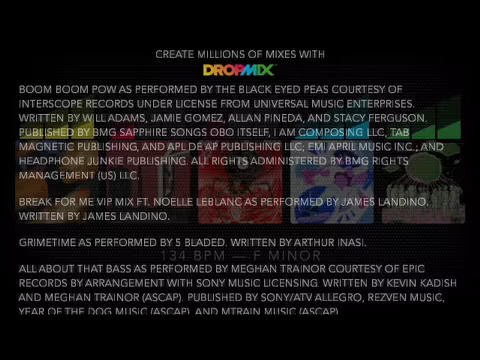 CREATE MILLIONS OF MIXES WITH
DROPMIX
BOOM BOOM POW AS PERFORMED BY THE BLACK EYED PEAS COURTESY OF
INTERSCOPE RECORDS UNDER LICENSE FROM UNIVERSAL MUSIC ENTERPRISES.
WRITTEN BY WILL ADAMS, JAMIE GOMEZ, ALLAN PINEDA, AND STACY FERGUSON.
PUBLISHED BY BMG SAPPHIRE SONGS OBO ITSELF, I AM COMPOSING LLC, TAB
MAGNETIC PUBLISHING, AND APL DE AP PUBLISHING LLC; EMI APRIL MUSIC INC.; AND
HEADPHONE JUNKIE PUBLISHING. ALL RIGHTS ADMINISTERED BY BMG RIGHTS
MANAGEMENT (US) LLC.
BREAK FOR ME VIP MIX FT. NOELLE LEBLANC AS PERFORMED BY JAMES LANDINO.
WRITTEN BY JAMES LANDINO.
GRIMETIME AS PERFORMED BY 5 BLADED. WRITTEN BY ARTHUR INASI.
134 BPM — F MINOR
ALL ABOUT THAT BASS AS PERFORMED BY MEGHAN TRAINOR COURTESY OF EPIC
RECORDS BY ARRANGEMENT WITH SONY MUSIC LICENSING. WRITTEN BY KEVIN KADISH
AND MEGHAN TRAINOR (ASCAP). PUBLISHED BY SONY/ATV ALLEGRO, REZVEN MUSIC,
YEAR OF THE DOG MUSIC (ASCAP), AND MTRAIN MUSIC (ASCAP)